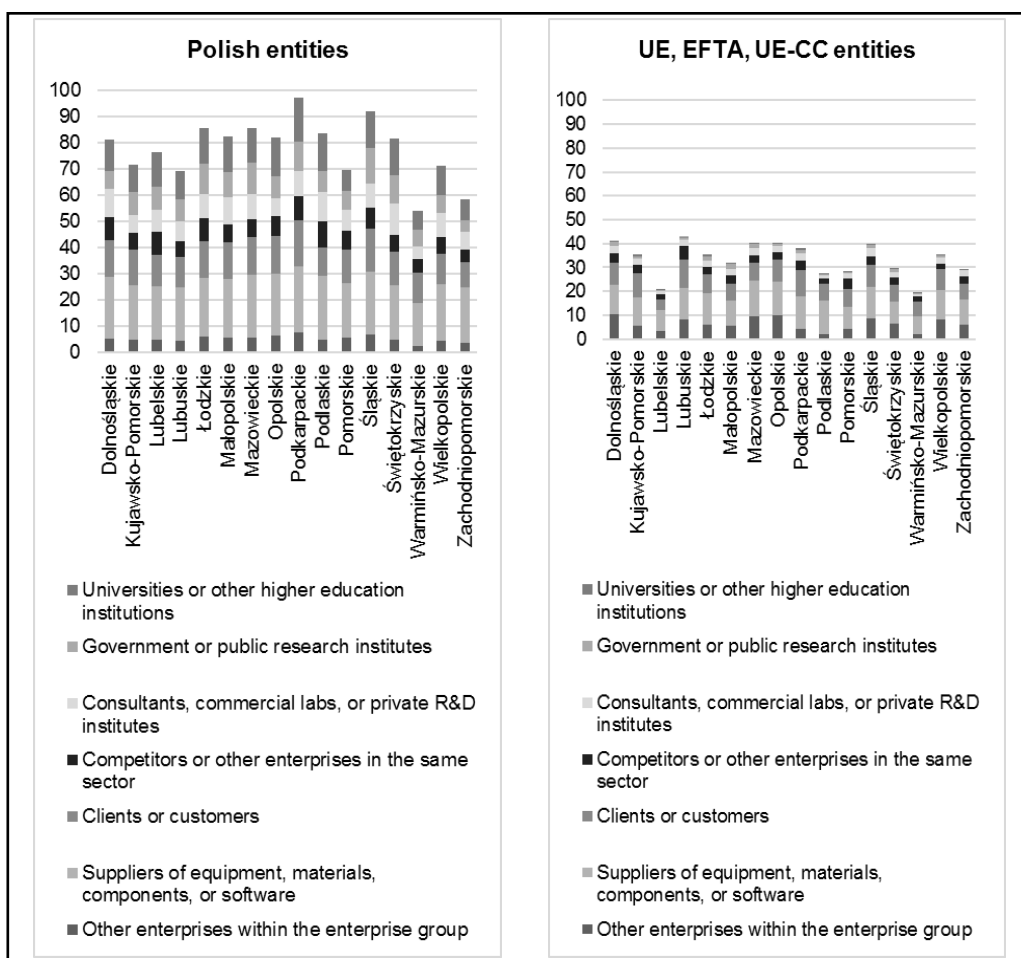 Polish entities
100
90
80
70
60
50
40
30
20
10
0
Dolnośląskie
Kujawsko-Pomorskie
Lubelskie
Lubuskie
Łodzkie
Małopolskie
Mazowieckie
Opolskie
Podkarpackie
Podlaskie
Pomorskie
Śląskie
Świętokrzyskie
Warmińsko-Mazurskie
Wielkopolskie
Zachodniopomorskie
Universities or other higher education
institutions
Government or public research institutes
Consultants, commercial labs, or private R&D
institutes
Competitors or other enterprises in the same
sector
Clients or customers
Suppliers of equipment, materials,
components, or software
Other enterprises within the enterprise group
UE, EFTA, UE-CC entities
100
90
80
70
60
50
40
30
20
10
0
Dolnośląskie
Kujawsko-Pomorskie
Lubelskie
Lubuskie
Łodzkie
Małopolskie
Mazowieckie
Opolskie
Podkarpackie
Podlaskie
Pomorskie
Śląskie
Świętokrzyskie
Warmińsko-Mazurskie
Wielkopolskie
Zachodniopomorskie
Universities or other higher education
institutions
Government or public research institutes
Consultants, commercial labs, or private R&D
institutes
Competitors or other enterprises in the same
sector
Clients or customers
Suppliers of equipment, materials,
components, or software
Other enterprises within the enterprise group